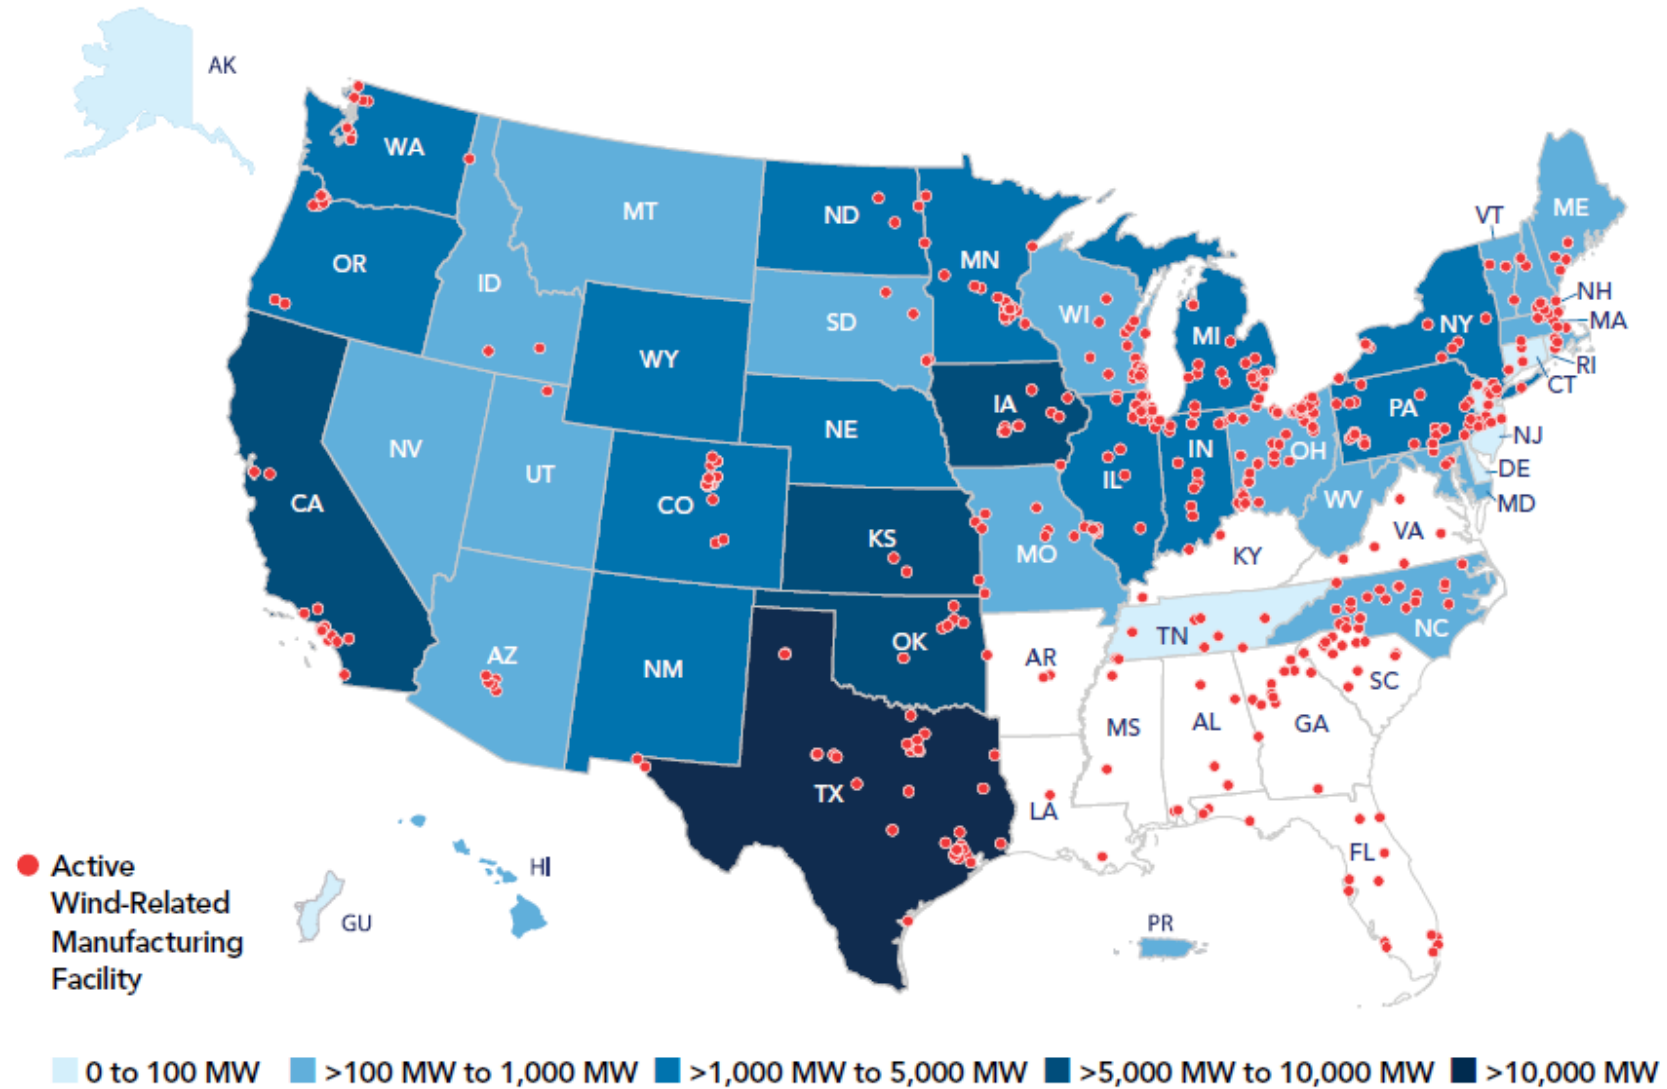 AK
WA
MT
ND
MN
VT
ME
OR
ID
SD
WI
MI
NY
NH
MA
RI
CT
WY
IA
PA
NV
UT
NE
IL
IN
OH
NJ
DE
MD
CA
CO
KS
MO
WV
KY
VA
AZ
NM
OK
AR
TN
NC
SC
MS
AL
GA
TX
LA
FL
HI
GU
PR
Active
Wind-Related
Manufacturing
Facility
0 to 100 MW
>100 MW to 1,000 MW
>1,000 MW to 5,000 MW
>5,000 MW to 10,000 MW
>10,000 MW